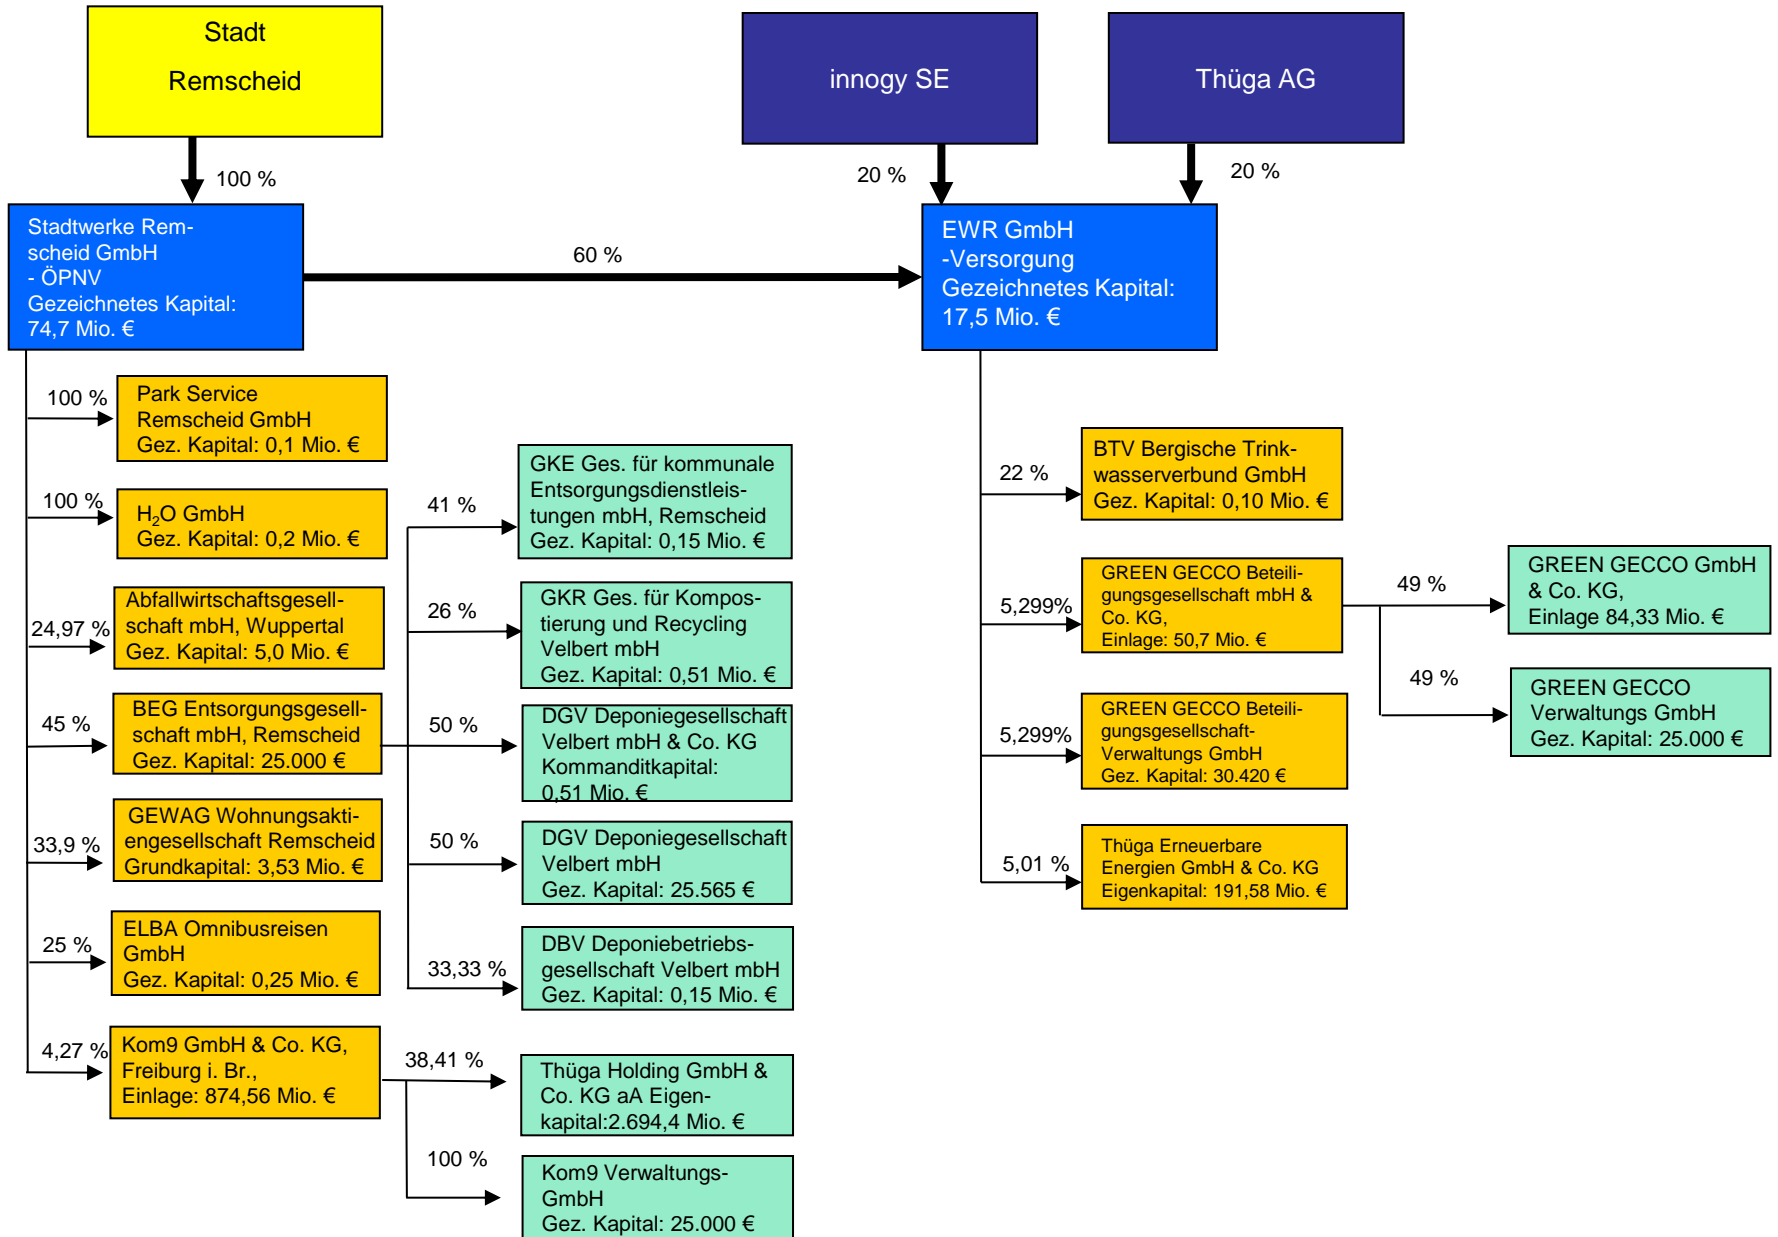 Stadt
Remscheid
innogy SE
Thüga AG
100 %
20 %
20 %
Stadtwerke Rem-
scheid GmbH
- ÖPNV
Gezeichnetes Kapital:
74,7 Mio. €
60 %
EWR GmbH
-Versorgung
Gezeichnetes Kapital:
17,5 Mio. €
100 %
Park Service
Remscheid GmbH
Gez. Kapital: 0,1 Mio. €
100 %
H₂O GmbH
Gez. Kapital: 0,2 Mio. €
24,97 %
Abfallwirtschaftsgesell-
schaft mbH, Wuppertal
Gez. Kapital: 5,0 Mio. €
45 %
BEG Entsorgungsgesell-
schaft mbH, Remscheid
Gez. Kapital: 25.000 €
33,9 %
GEWAG Wohnungsakti-
engesellschaft Remscheid
Grundkapital: 3,53 Mio. €
25 %
ELBA Omnibusreisen
GmbH
Gez. Kapital: 0,25 Mio. €
4,27 %
Kom9 GmbH & Co. KG,
Freiburg i. Br.,
Einlage: 874,56 Mio. €
41 %
GKE Ges. für kommunale
Entsorgungsdienstleis-
tungen mbH, Remscheid
Gez. Kapital: 0,15 Mio. €
26 %
GKR Ges. für Kompos-
tierung und Recycling
Velbert mbH
Gez. Kapital: 0,51 Mio. €
50 %
DGV Deponiegesellschaft
Velbert mbH & Co. KG
Kommanditkapital:
0,51 Mio. €
50 %
DGV Deponiegesellschaft
Velbert mbH
Gez. Kapital: 25.565 €
33,33 %
DBV Deponiebetriebs-
gesellschaft Velbert mbH
Gez. Kapital: 0,15 Mio. €
38,41 %
Thüga Holding GmbH &
Co. KG aA Eigen-
kapital:2.694,4 Mio. €
100 %
Kom9 Verwaltungs-
GmbH
Gez. Kapital: 25.000 €
22 %
BTV Bergische Trink-
wasserverbund GmbH
Gez. Kapital: 0,10 Mio. €
5,299%
GREEN GECCO Beteili-
gungsgesellschaft mbH &
Co. KG,
Einlage: 50,7 Mio. €
5,299%
GREEN GECCO Beteili-
gungsgesellschaft-
Verwaltungs GmbH
Gez. Kapital: 30.420 €
5,01 %
Thüga Erneuerbare
Energien GmbH & Co. KG
Eigenkapital: 191,58 Mio. €
49 %
GREEN GECCO GmbH
& Co. KG,
Einlage 84,33 Mio. €
49 %
GREEN GECCO
Verwaltungs GmbH
Gez. Kapital: 25.000 €